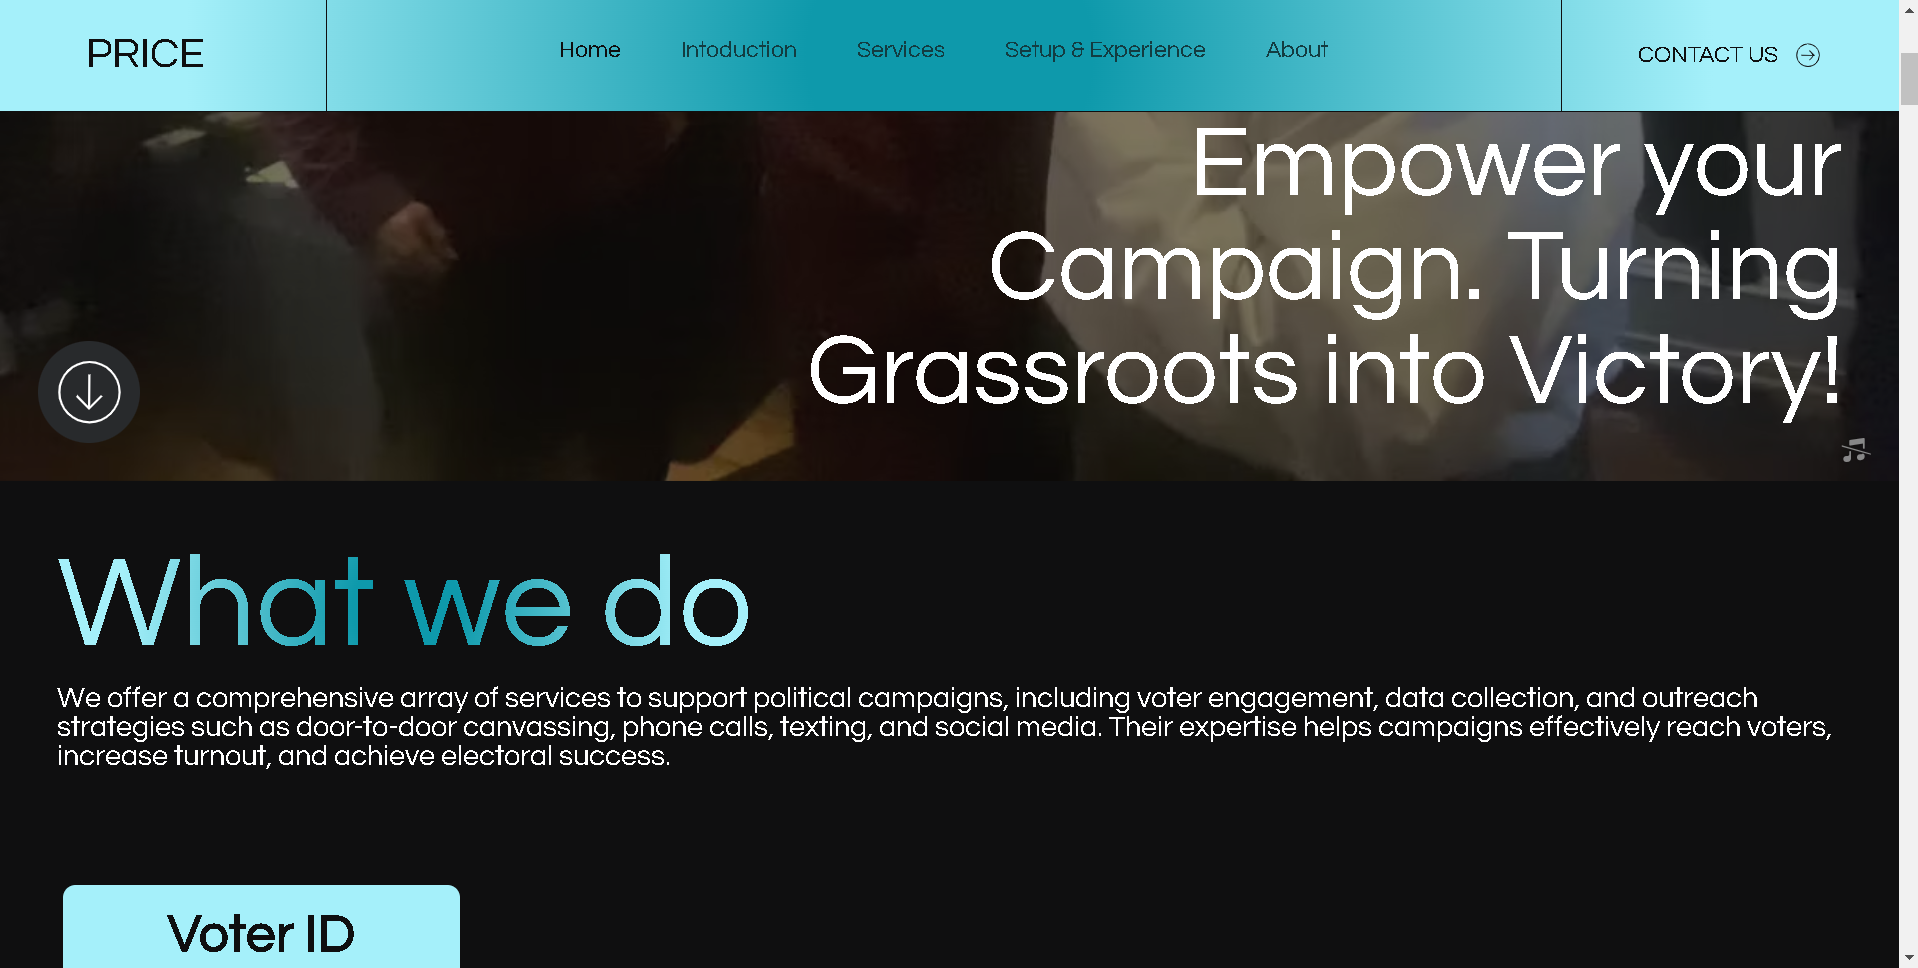 PRICE
Home Intoduction Services Setup & Experience About
CONTACT US
Empower your
Campaign. Turning
Grassroots into Victory!
What we do
We offer a comprehensive array of services to support political campaigns, including voter engagement, data collection, and outreach
strategies such as door-to-door canvassing, phone calls, texting, and social media. Their expertise helps campaigns effectively reach voters,
increase turnout, and achieve electoral success.
Voter ID